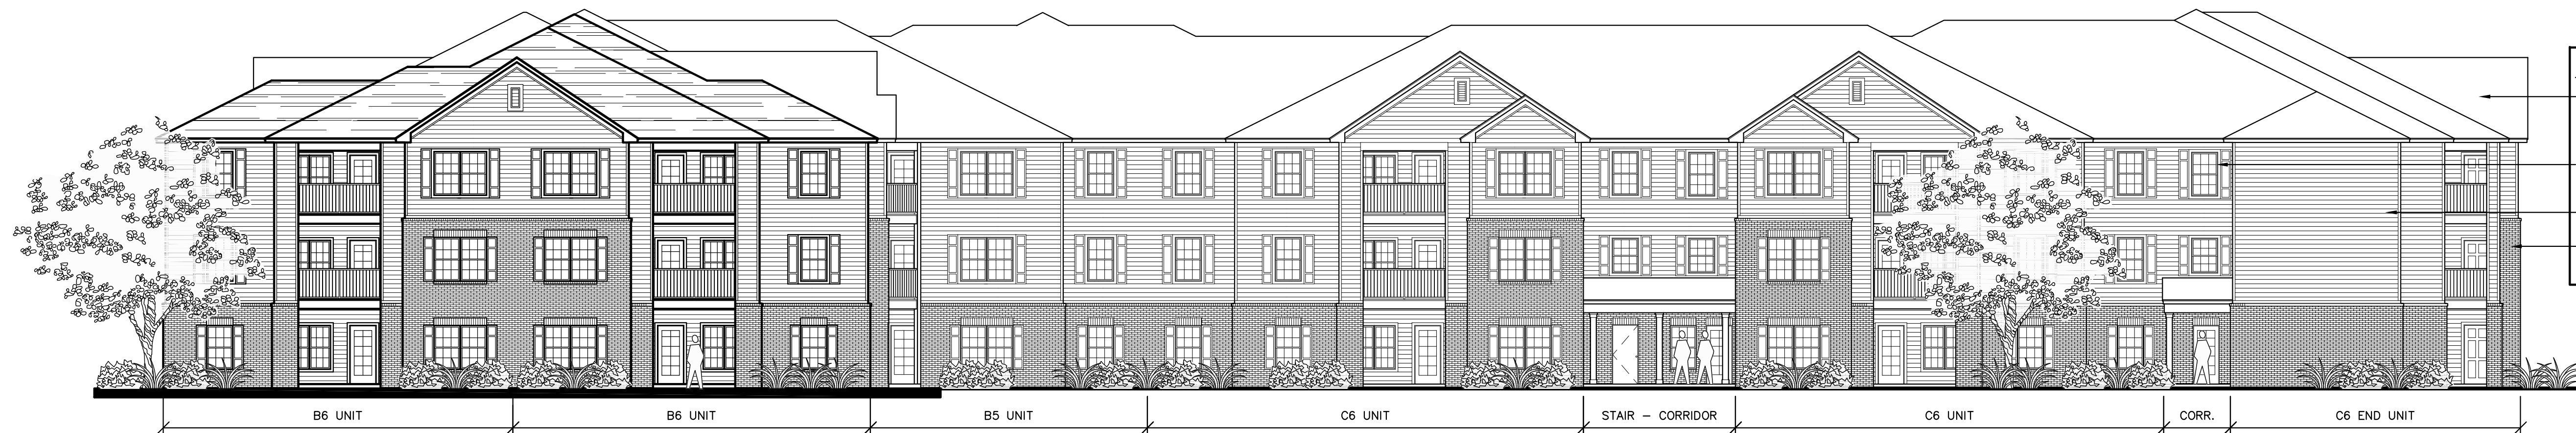 B6 UNIT
B6 UNIT
B5 UNIT
C6 UNIT
STAIR – CORRIDOR
C6 UNIT
CORR.
C6 END UNIT